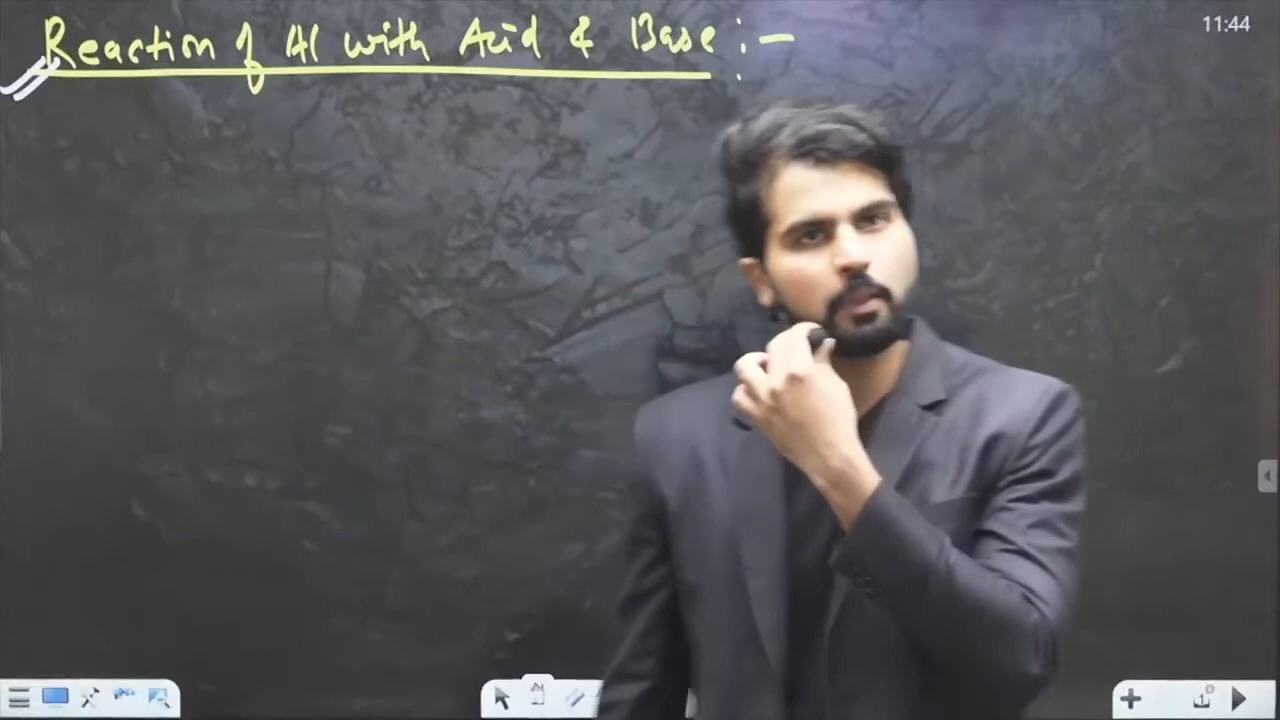 Reaction of Al with Acid & Base :-
11:44